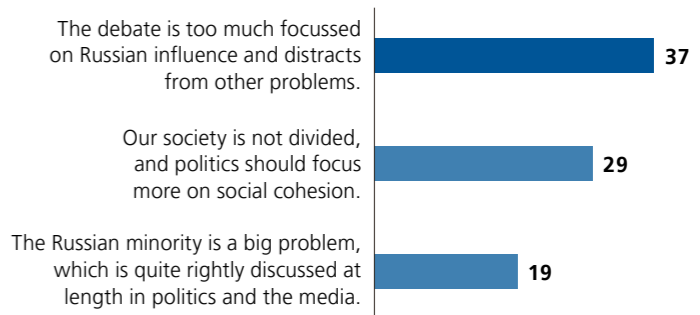 The debate is too much focussed
on Russian influence and distracts
from other problems.
37
Our society is not divided,
and politics should focus
more on social cohesion.
29
The Russian minority is a big problem,
which is quite rightly discussed at
length in politics and the media.
19